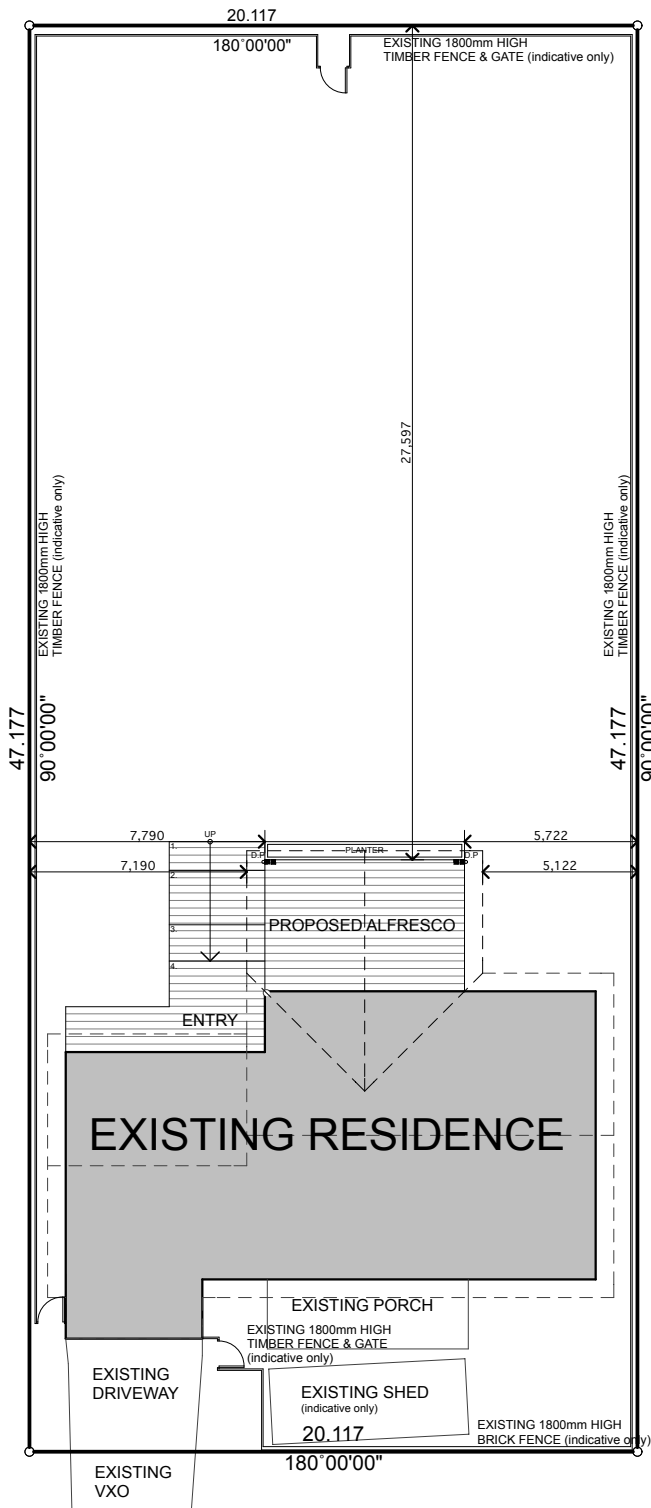 20.117
180°00'00"
EXISTING 1800mm HIGH
TIMBER FENCE & GATE (indicative only)
27,597
EXISTING 1800mm HIGH
TIMBER FENCE (indicative only)
EXISTING 1800mm HIGH
TIMBER FENCE (indicative only)
47.177
90°00'00"
47.177
90°00'00"
7,790
UP
5,722
1.
D.P
PLANTER
D.P
7,190
5,122
2.
3.
PROPOSED ALFRESCO
4.
ENTRY
EXISTING RESIDENCE
EXISTING PORCH
EXISTING 1800mm HIGH
TIMBER FENCE & GATE
(indicative only)
EXISTING
DRIVEWAY
EXISTING SHED
(indicative only)
20.117
EXISTING 1800mm HIGH
BRICK FENCE (indicative only)
180°00'00"
EXISTING
VXO